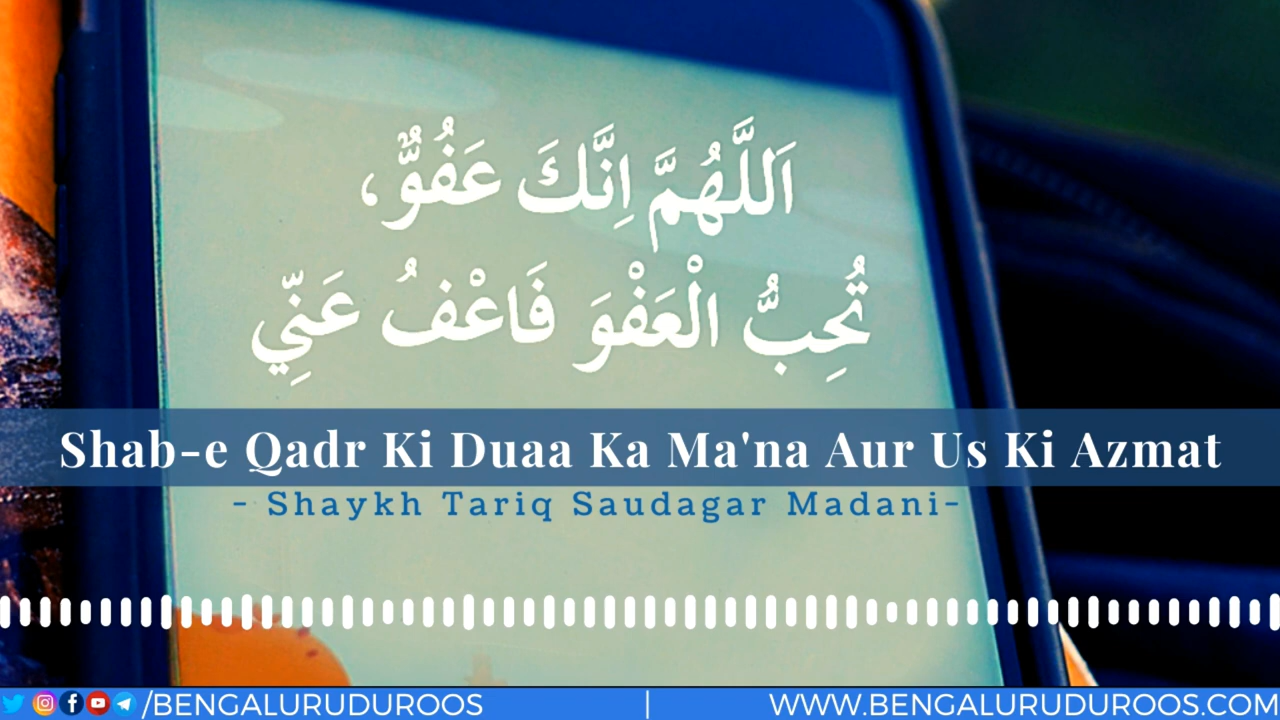 اَللَّهُمَّ اِنَّكَ عَفُوٌّ،
تُحِبُّ الْعَفْوَ فَاعْفُ عَنِّي
Shab-e Qadr Ki Duaa Ka Ma'na Aur Us Ki Azmat
- Shaykh Tariq Saudagar Madani-
/BENGALURUDUROOS | WWW.BENGALURUDUROOS.COM